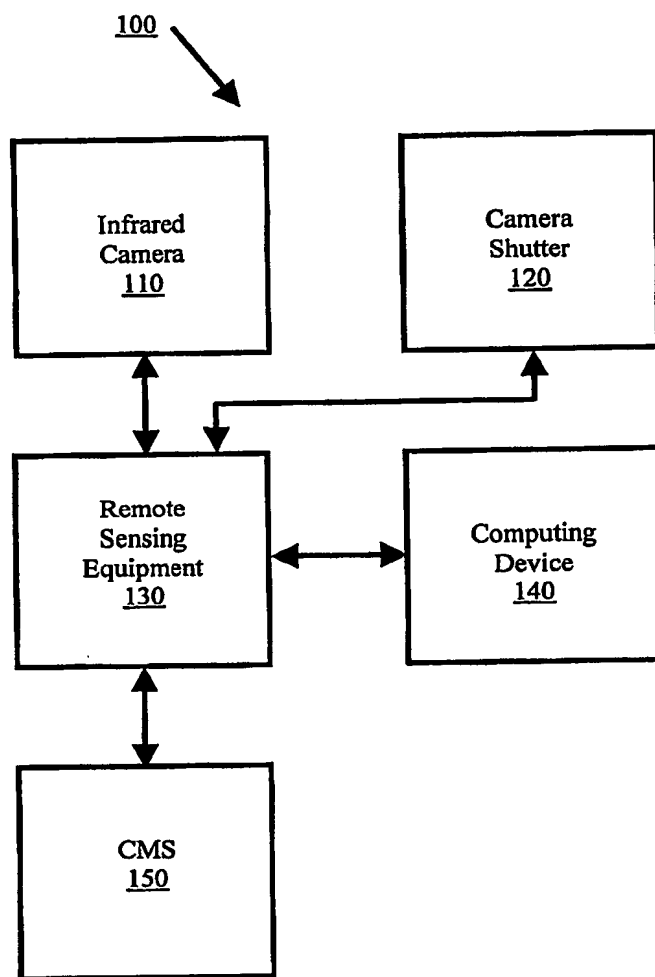 100
Infrared
Camera
110
Camera
Shutter
120
Remote
Sensing
Equipment
130
Computing
Device
140
CMS
150